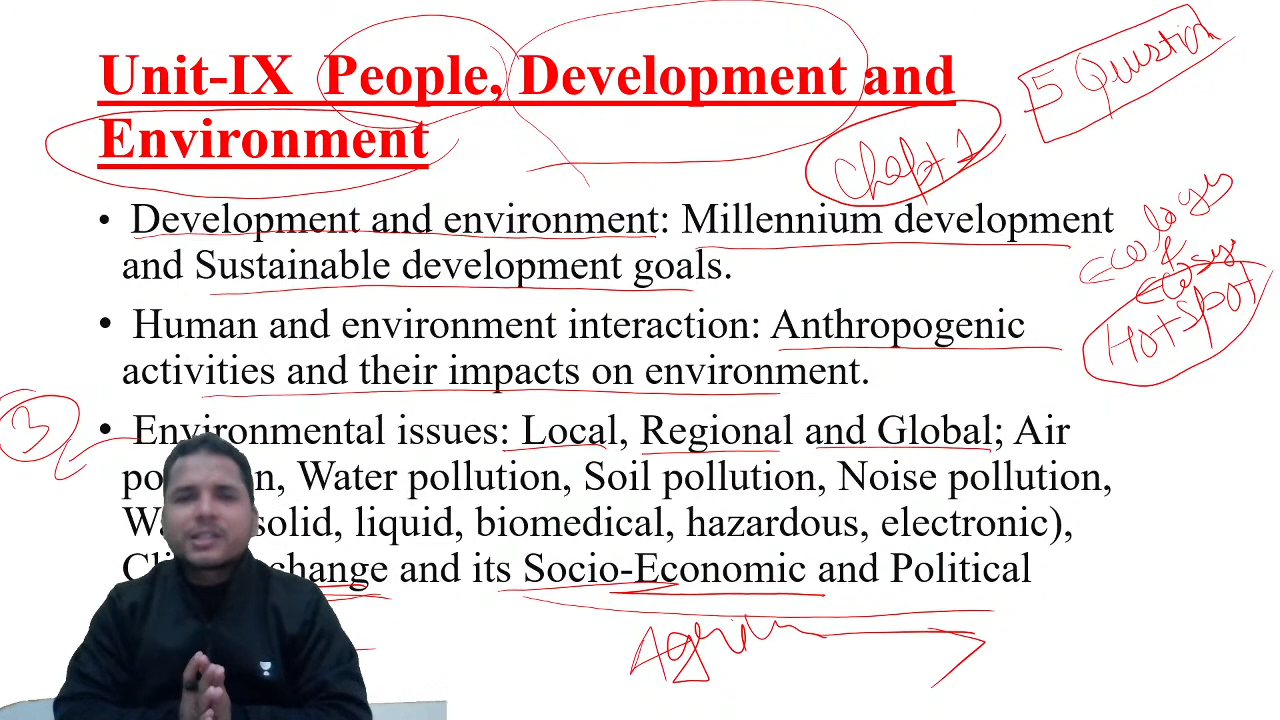 Unit-IX People, Development and
Environment
5 Question
Chapt 1
• Development and environment: Millennium development
and Sustainable development goals.
Hotspot
• Human and environment interaction: Anthropogenic
activities and their impacts on environment.
3
• Environmental issues: Local, Regional and Global; Air
Water pollution, Soil pollution, Noise pollution,
solid, liquid, biomedical, hazardous, electronic),
change and its Socio-Economic and Political